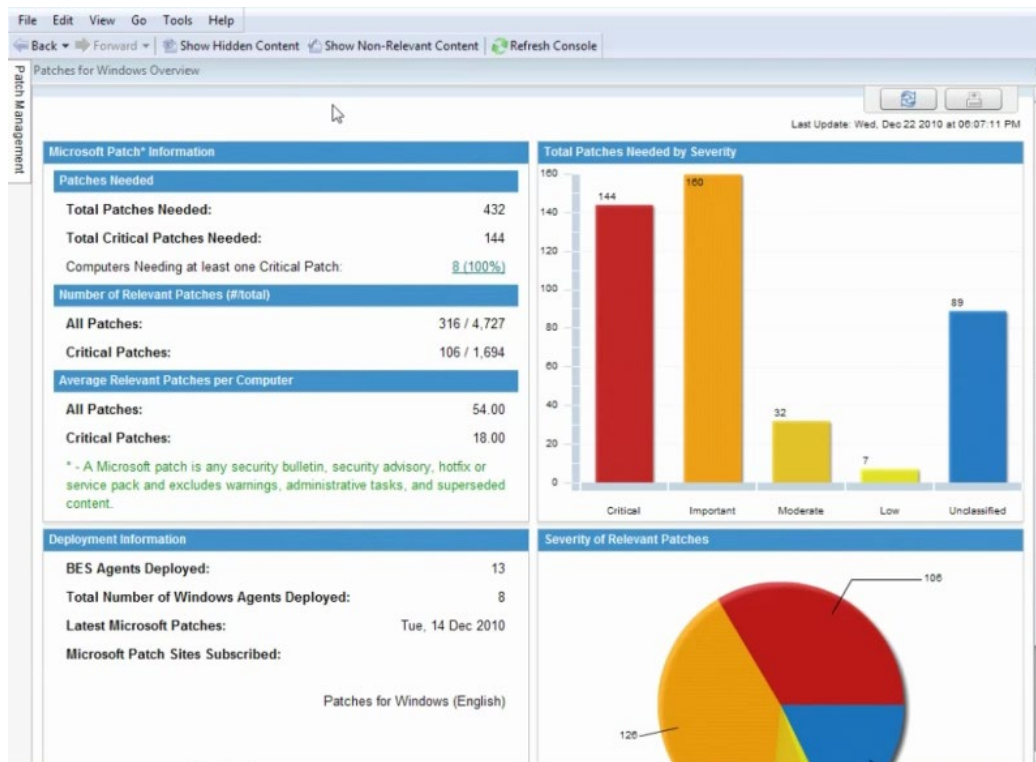 File Edit View Go Tools Help
Back Forward Show Hidden Content Show Non-Relevant Content Refresh Console
Patch Management
Patches for Windows Overview
Last Update: Wed, Dec 22 2010 at 06:07:11 PM
Microsoft Patch* Information
Patches Needed
Total Patches Needed: 432
Total Critical Patches Needed: 144
Computers Needing at least one Critical Patch: 8 (100%)
Number of Relevant Patches (#/total)
All Patches: 316 / 4,727
Critical Patches: 106 / 1,694
Average Relevant Patches per Computer
All Patches: 54.00
Critical Patches: 18.00
* - A Microsoft patch is any security bulletin, security advisory, hotfix or
service pack and excludes warnings, administrative tasks, and superseded
content.
Total Patches Needed by Severity
160
140
120
100
80
60
40
20
0
144
160
32
7
89
Critical Important Moderate Low Unclassified
Deployment Information
BES Agents Deployed: 13
Total Number of Windows Agents Deployed: 8
Latest Microsoft Patches: Tue, 14 Dec 2010
Microsoft Patch Sites Subscribed:
Patches for Windows (English)
Severity of Relevant Patches
106
126